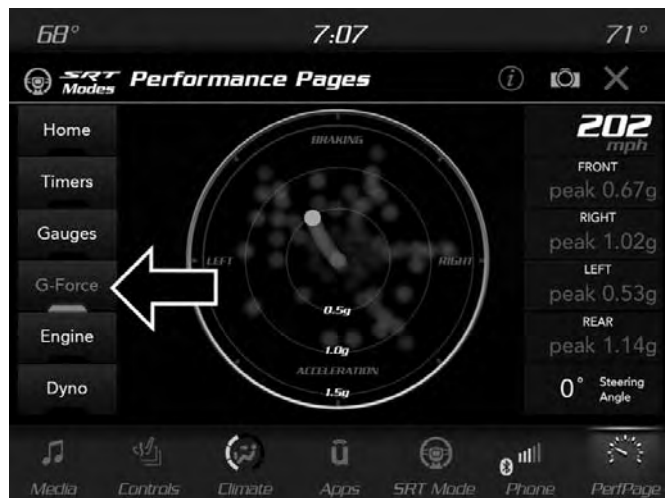 68°
7:07
71°
SRT Modes
Performance Pages
i
Home
Timers
Gauges
G-Force
Engine
Dyno
BRAKING
LEFT
RIGHT
0.5g
1.0g
ACCELERATION
1.5g
202
mph
FRONT
peak 0.67g
RIGHT
peak 1.02g
LEFT
peak 0.53g
REAR
peak 1.14g
0° Steering Angle
Media
Controls
Climate
Apps
SRT Mode
Phone
PerfPage